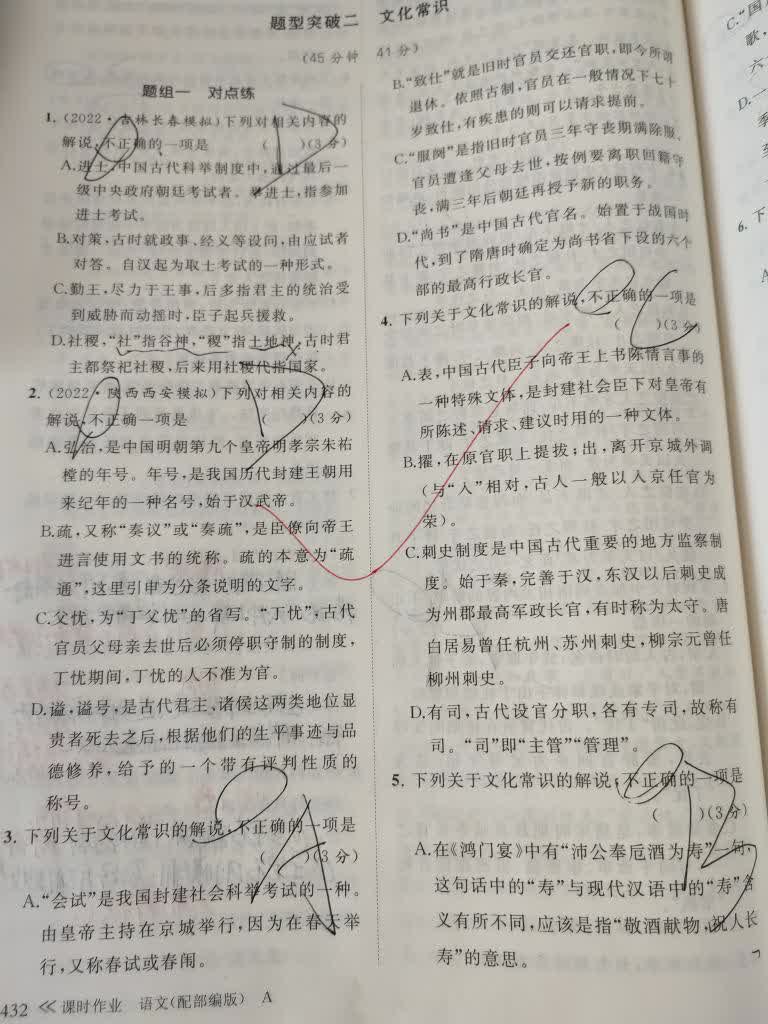 题型突破二 文化常识
(45分钟 41分)
题组一 对点练
1.(2022·吉林长春模拟)下列对相关内容的
解说,不正确的一项是 ( )(3分)
D
A.进士,中国古代科举制度中,通过最后一
级中央政府朝廷考试者。举进士,指参加
进士考试。
B.对策,古时就政事、经义等设问,由应试者
对答。自汉起为取士考试的一种形式。
C.勤王,尽力于王事,后多指君主的统治受
到威胁而动摇时,臣子起兵援救。
D.社稷,“社”指谷神,“稷”指土地神,古时君
主都祭祀社稷,后来用社稷代指国家。
2.(2022·陕西西安模拟)下列对相关内容的
解说,不正确一项是 ( )(3分)
D
A.弘治,是中国明朝第九个皇帝明孝宗朱祐
樘的年号。年号,是我国历代封建王朝用
来纪年的一种名号,始于汉武帝。
B.疏,又称“奏议”或“奏疏”,是臣僚向帝王
进言使用文书的统称。疏的本意为“疏
通”,这里引申为分条说明的文字。
C.父忧,为“丁父忧”的省写。“丁忧”,古代
官员父母亲去世后必须停职守制的制度,
丁忧期间,丁忧的人不准为官。
D.谥,谥号,是古代君主、诸侯这两类地位显
贵者死去之后,根据他们的生平事迹与品
德修养,给予的一个带有评判性质的
称号。
3.下列关于文化常识的解说,不正确的一项是
( )(3分)
A
A.“会试”是我国封建社会科举考试的一种。
由皇帝主持在京城举行,因为在春天举
行,又称春试或春闱。
B.“致仕”就是旧时官员交还官职,即今所谓
退休。依照古制,官员在一般情况下七十
岁致仕,有疾患的则可以请求提前。
C.“服阕”是指旧时官员三年守丧期满除服。
官员遭逢父母去世,按例要离职回籍守
丧,满三年后朝廷再授予新的职务。
D.“尚书”是中国古代官名。始置于战国时
代,到了隋唐时确定为尚书省下设的六个
部的最高行政长官。
4.下列关于文化常识的解说,不正确的一项是
( )(3分)
C
A.表,中国古代臣子向帝王上书陈情言事的
一种特殊文体,是封建社会臣下对皇帝有
所陈述、请求、建议时用的一种文体。
B.擢,在原官职上提拔;出,离开京城外调
(与“入”相对,古人一般以入京任官为
荣)。
C.刺史制度是中国古代重要的地方监察制
度。始于秦,完善于汉,东汉以后刺史成
为州郡最高军政长官,有时称为太守。唐
白居易曾任杭州、苏州刺史,柳宗元曾任
柳州刺史。
D.有司,古代设官分职,各有专司,故称有
司。“司”即“主管”“管理”。
5.下列关于文化常识的解说,不正确的一项是
( )(3分)
A.在《鸿门宴》中有“沛公奉卮酒为寿”一句,
这句话中的“寿”与现代汉语中的“寿”含
义有所不同,应该是指“敬酒献物,祝人长
寿”的意思。
432 ≪ 课时作业 语文(配部编版) A
C.“国
歌,
六
D.一
至
6.下
A